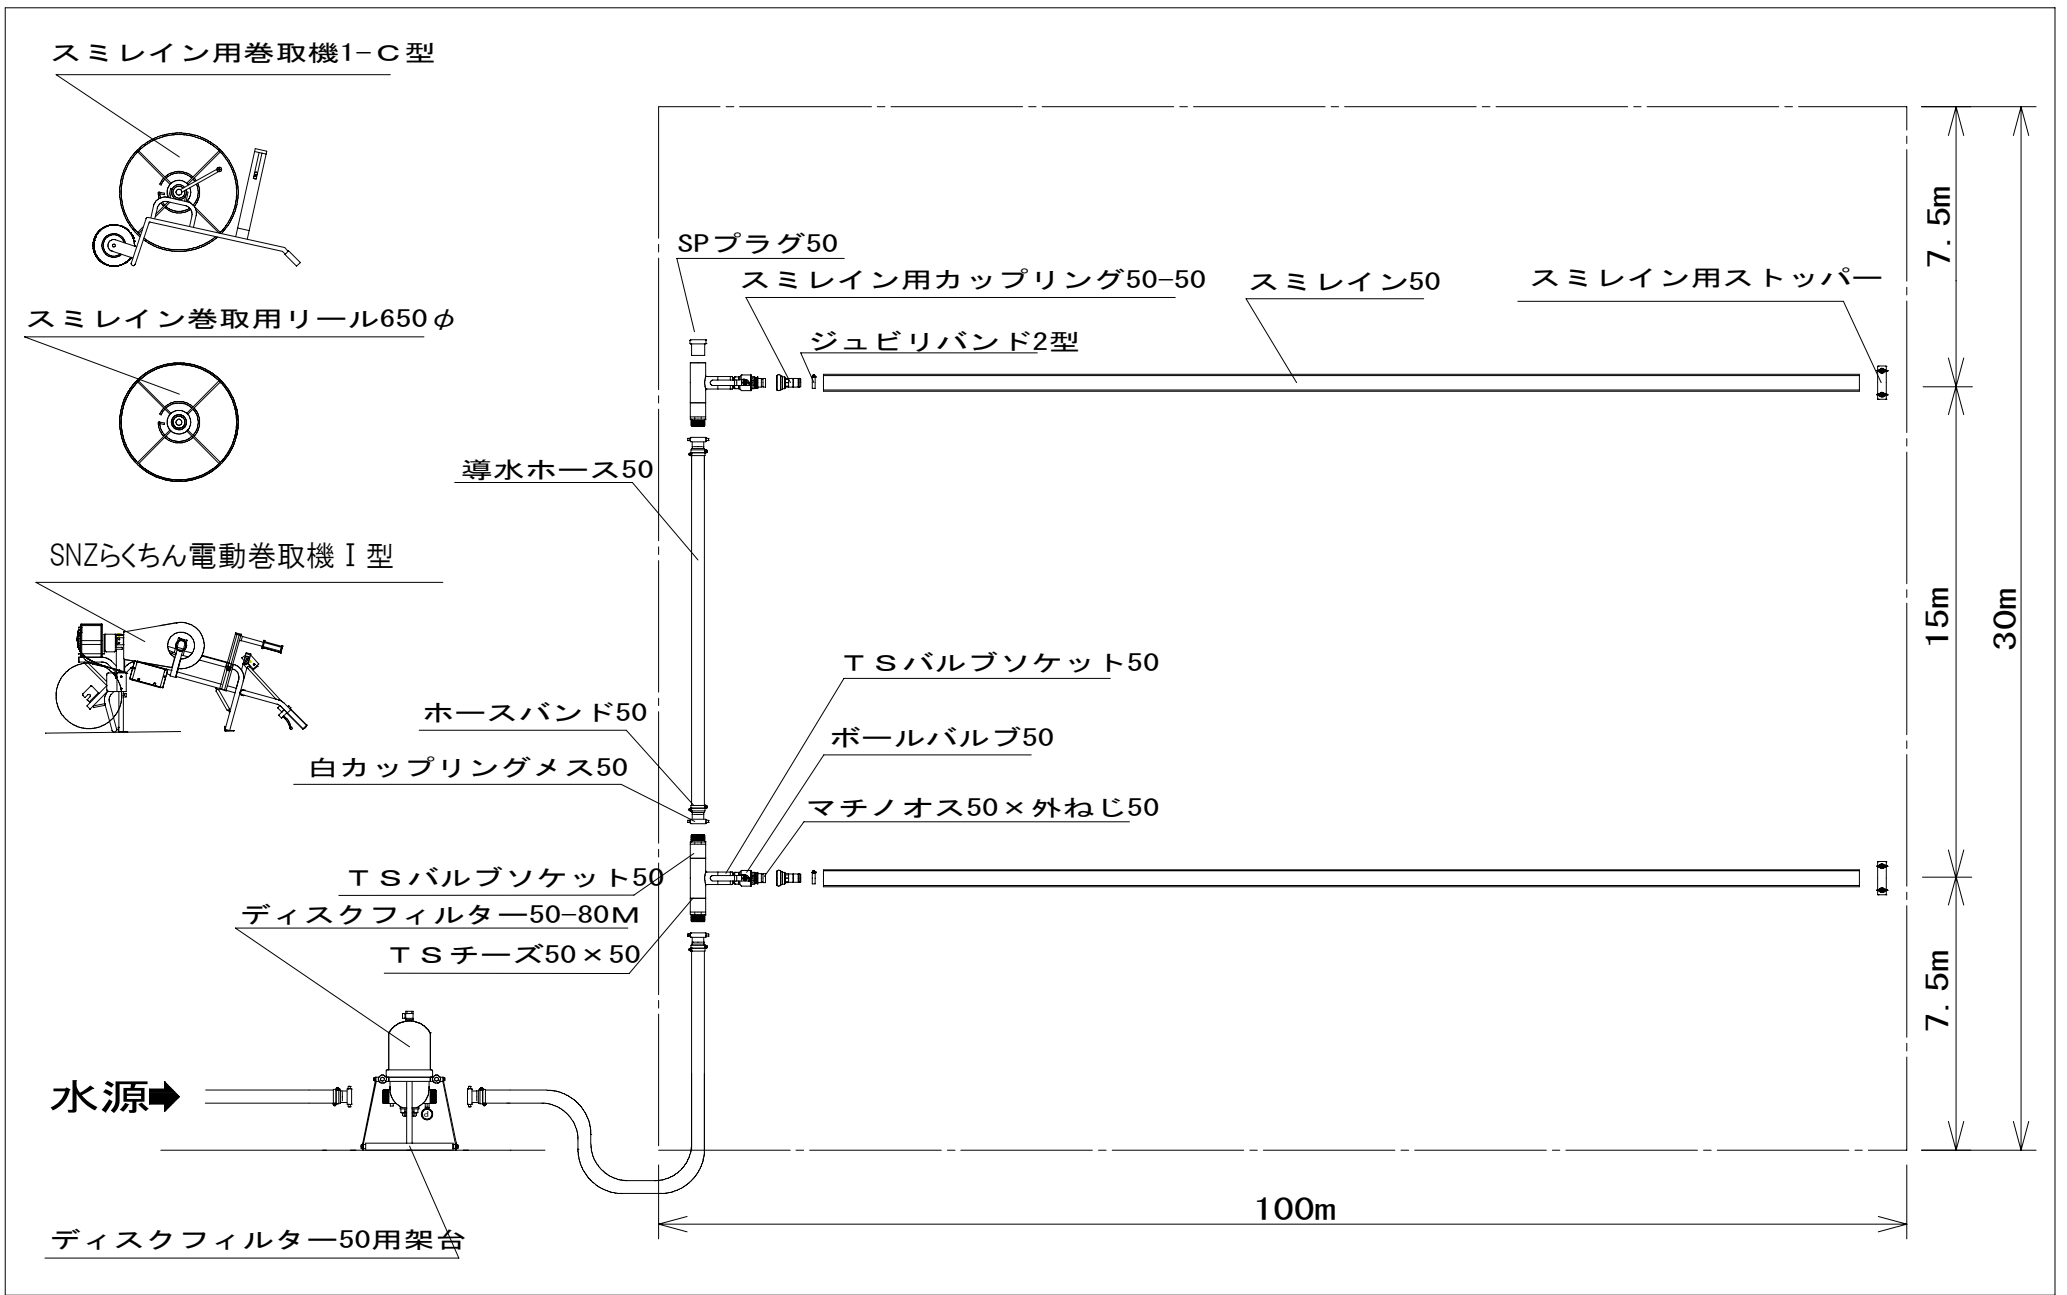 スミレイン用巻取機1-C型
スミレイン巻取用リール650φ
SNZらくちん電動巻取機Ⅰ型
SPプラグ50
スミレイン用カップリング50-50
ジュビリバンド2型
スミレイン50
スミレイン用ストッパー
導水ホース50
TSバルブソケット50
ボールバルブ50
マチノオス50×外ねじ50
ホースバンド50
白カップリングメス50
TSバルブソケット50
ディスクフィルター50-80M
TSチーズ50×50
水源➡
ディスクフィルター50用架台
7.5m
15m
30m
7.5m
100m